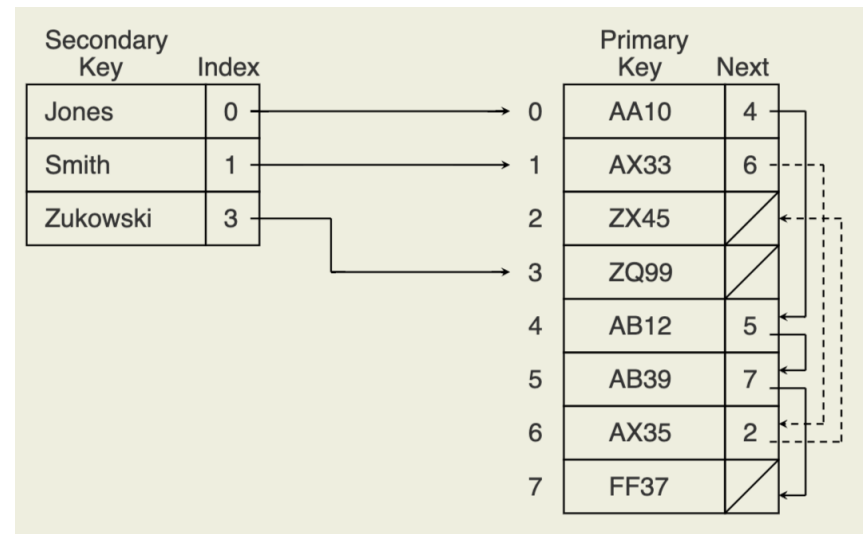 Secondary
Key Index
Jones 0
Smith 1
Zukowski 3
Primary
Key Next
0 AA10 4
1 AX33 6
2 ZX45
3 ZQ99
4 AB12 5
5 AB39 7
6 AX35 2
7 FF37